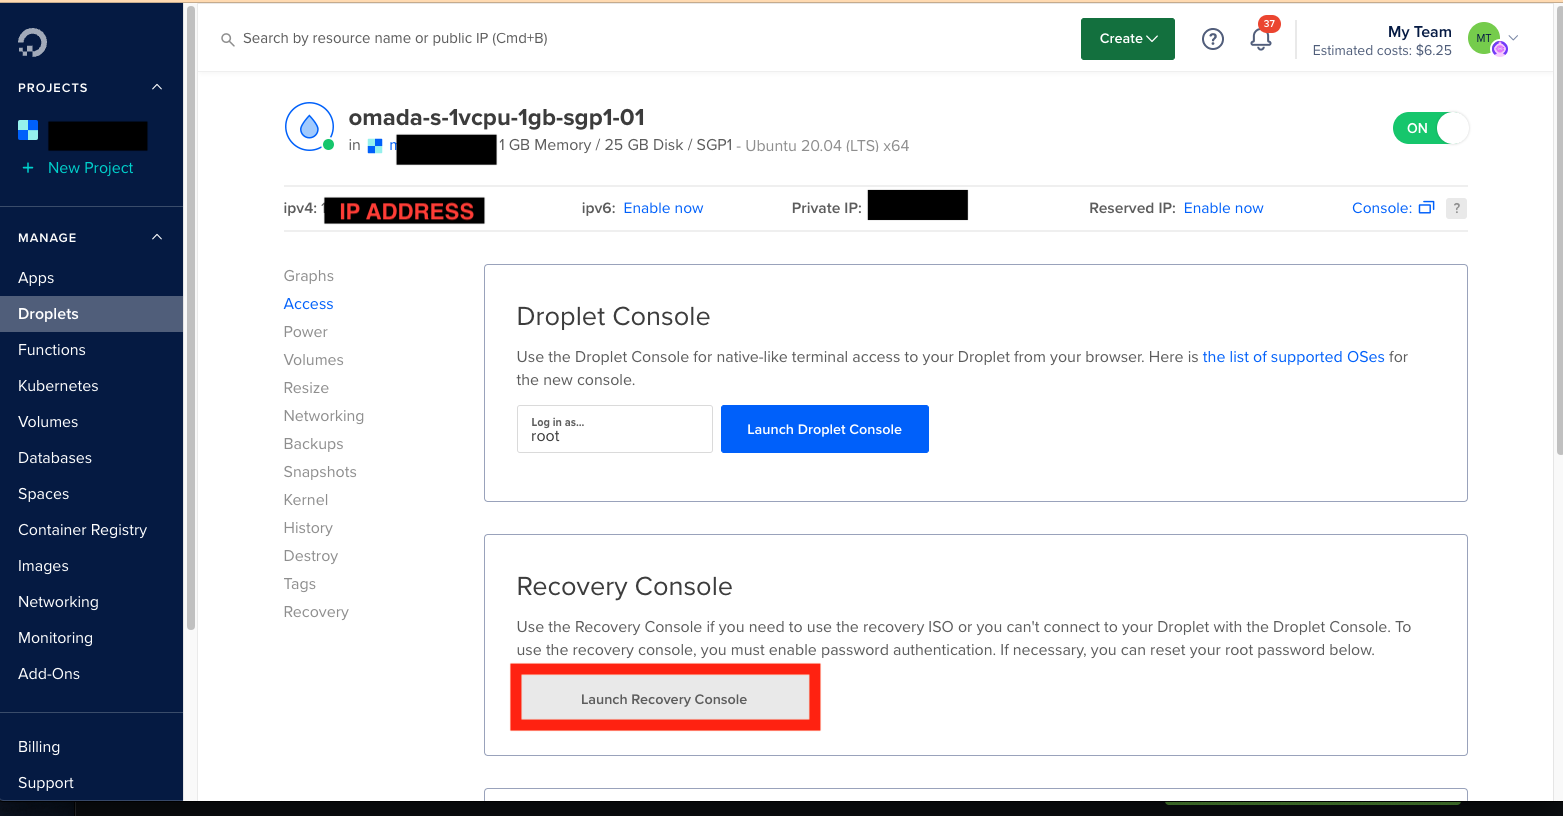 Search by resource name or public IP (Cmd+B)
Create
?
37
My Team
Estimated costs: $6.25
MT
PROJECTS
+ New Project
MANAGE
Apps
Droplets
Functions
Kubernetes
Volumes
Databases
Spaces
Container Registry
Images
Networking
Monitoring
Add-Ons
Billing
Support
omada-s-1vcpu-1gb-sgp1-01
in
1 GB Memory / 25 GB Disk / SGP1 - Ubuntu 20.04 (LTS) x64
ON
ipv4: IP ADDRESS
ipv6: Enable now
Private IP:
Reserved IP: Enable now
Console: ?
Graphs
Access
Power
Volumes
Resize
Networking
Backups
Snapshots
Kernel
History
Destroy
Tags
Recovery
Droplet Console
Use the Droplet Console for native-like terminal access to your Droplet from your browser. Here is the list of supported OSes for
the new console.
Log in as...
root
Launch Droplet Console
Recovery Console
Use the Recovery Console if you need to use the recovery ISO or you can't connect to your Droplet with the Droplet Console. To
use the recovery console, you must enable password authentication. If necessary, you can reset your root password below.
Launch Recovery Console